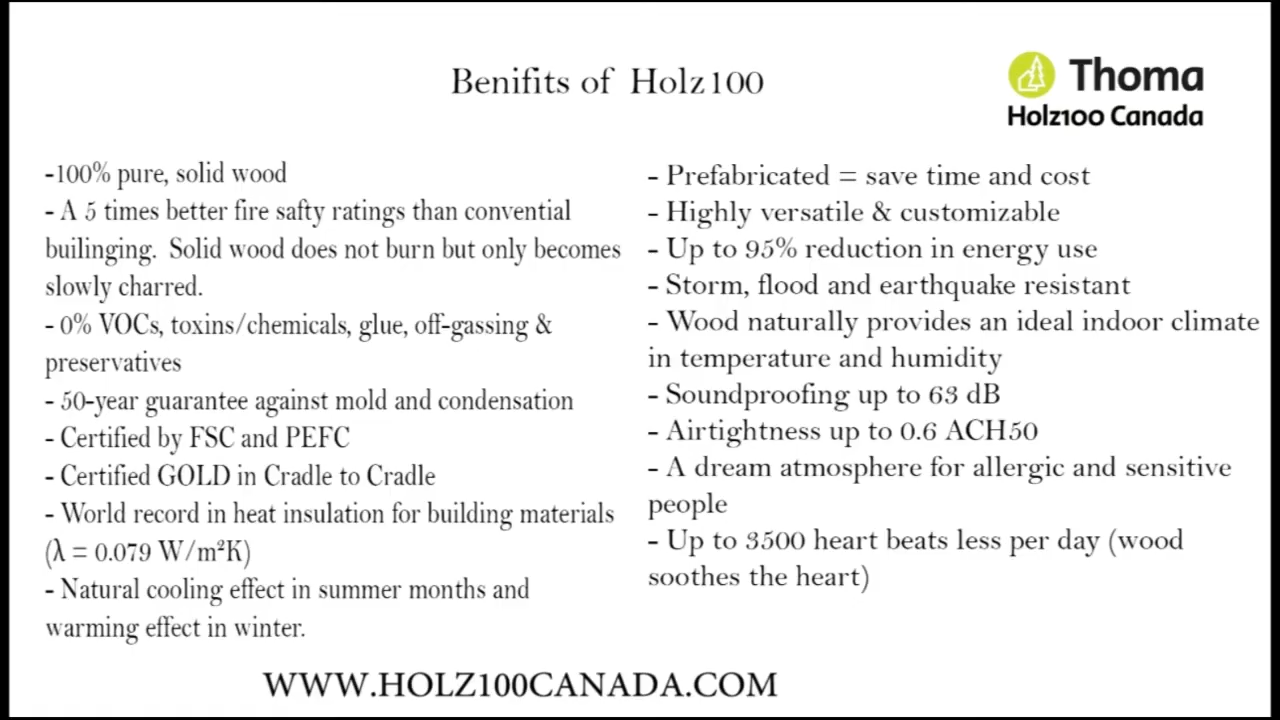 Benifits of Holz100
Thoma
Holz100 Canada
-100% pure, solid wood
- A 5 times better fire safty ratings than convential
builinging. Solid wood does not burn but only becomes
slowly charred.
- 0% VOCs, toxins/chemicals, glue, off-gassing &
preservatives
- 50-year guarantee against mold and condensation
- Certified by FSC and PEFC
- Certified GOLD in Cradle to Cradle
- World record in heat insulation for building materials
(λ = 0.079 W/m²K)
- Natural cooling effect in summer months and
warming effect in winter.
- Prefabricated = save time and cost
- Highly versatile & customizable
- Up to 95% reduction in energy use
- Storm, flood and earthquake resistant
- Wood naturally provides an ideal indoor climate
in temperature and humidity
- Soundproofing up to 63 dB
- Airtightness up to 0.6 ACH50
- A dream atmosphere for allergic and sensitive
people
- Up to 3500 heart beats less per day (wood
soothes the heart)
WWW.HOLZ100CANADA.COM